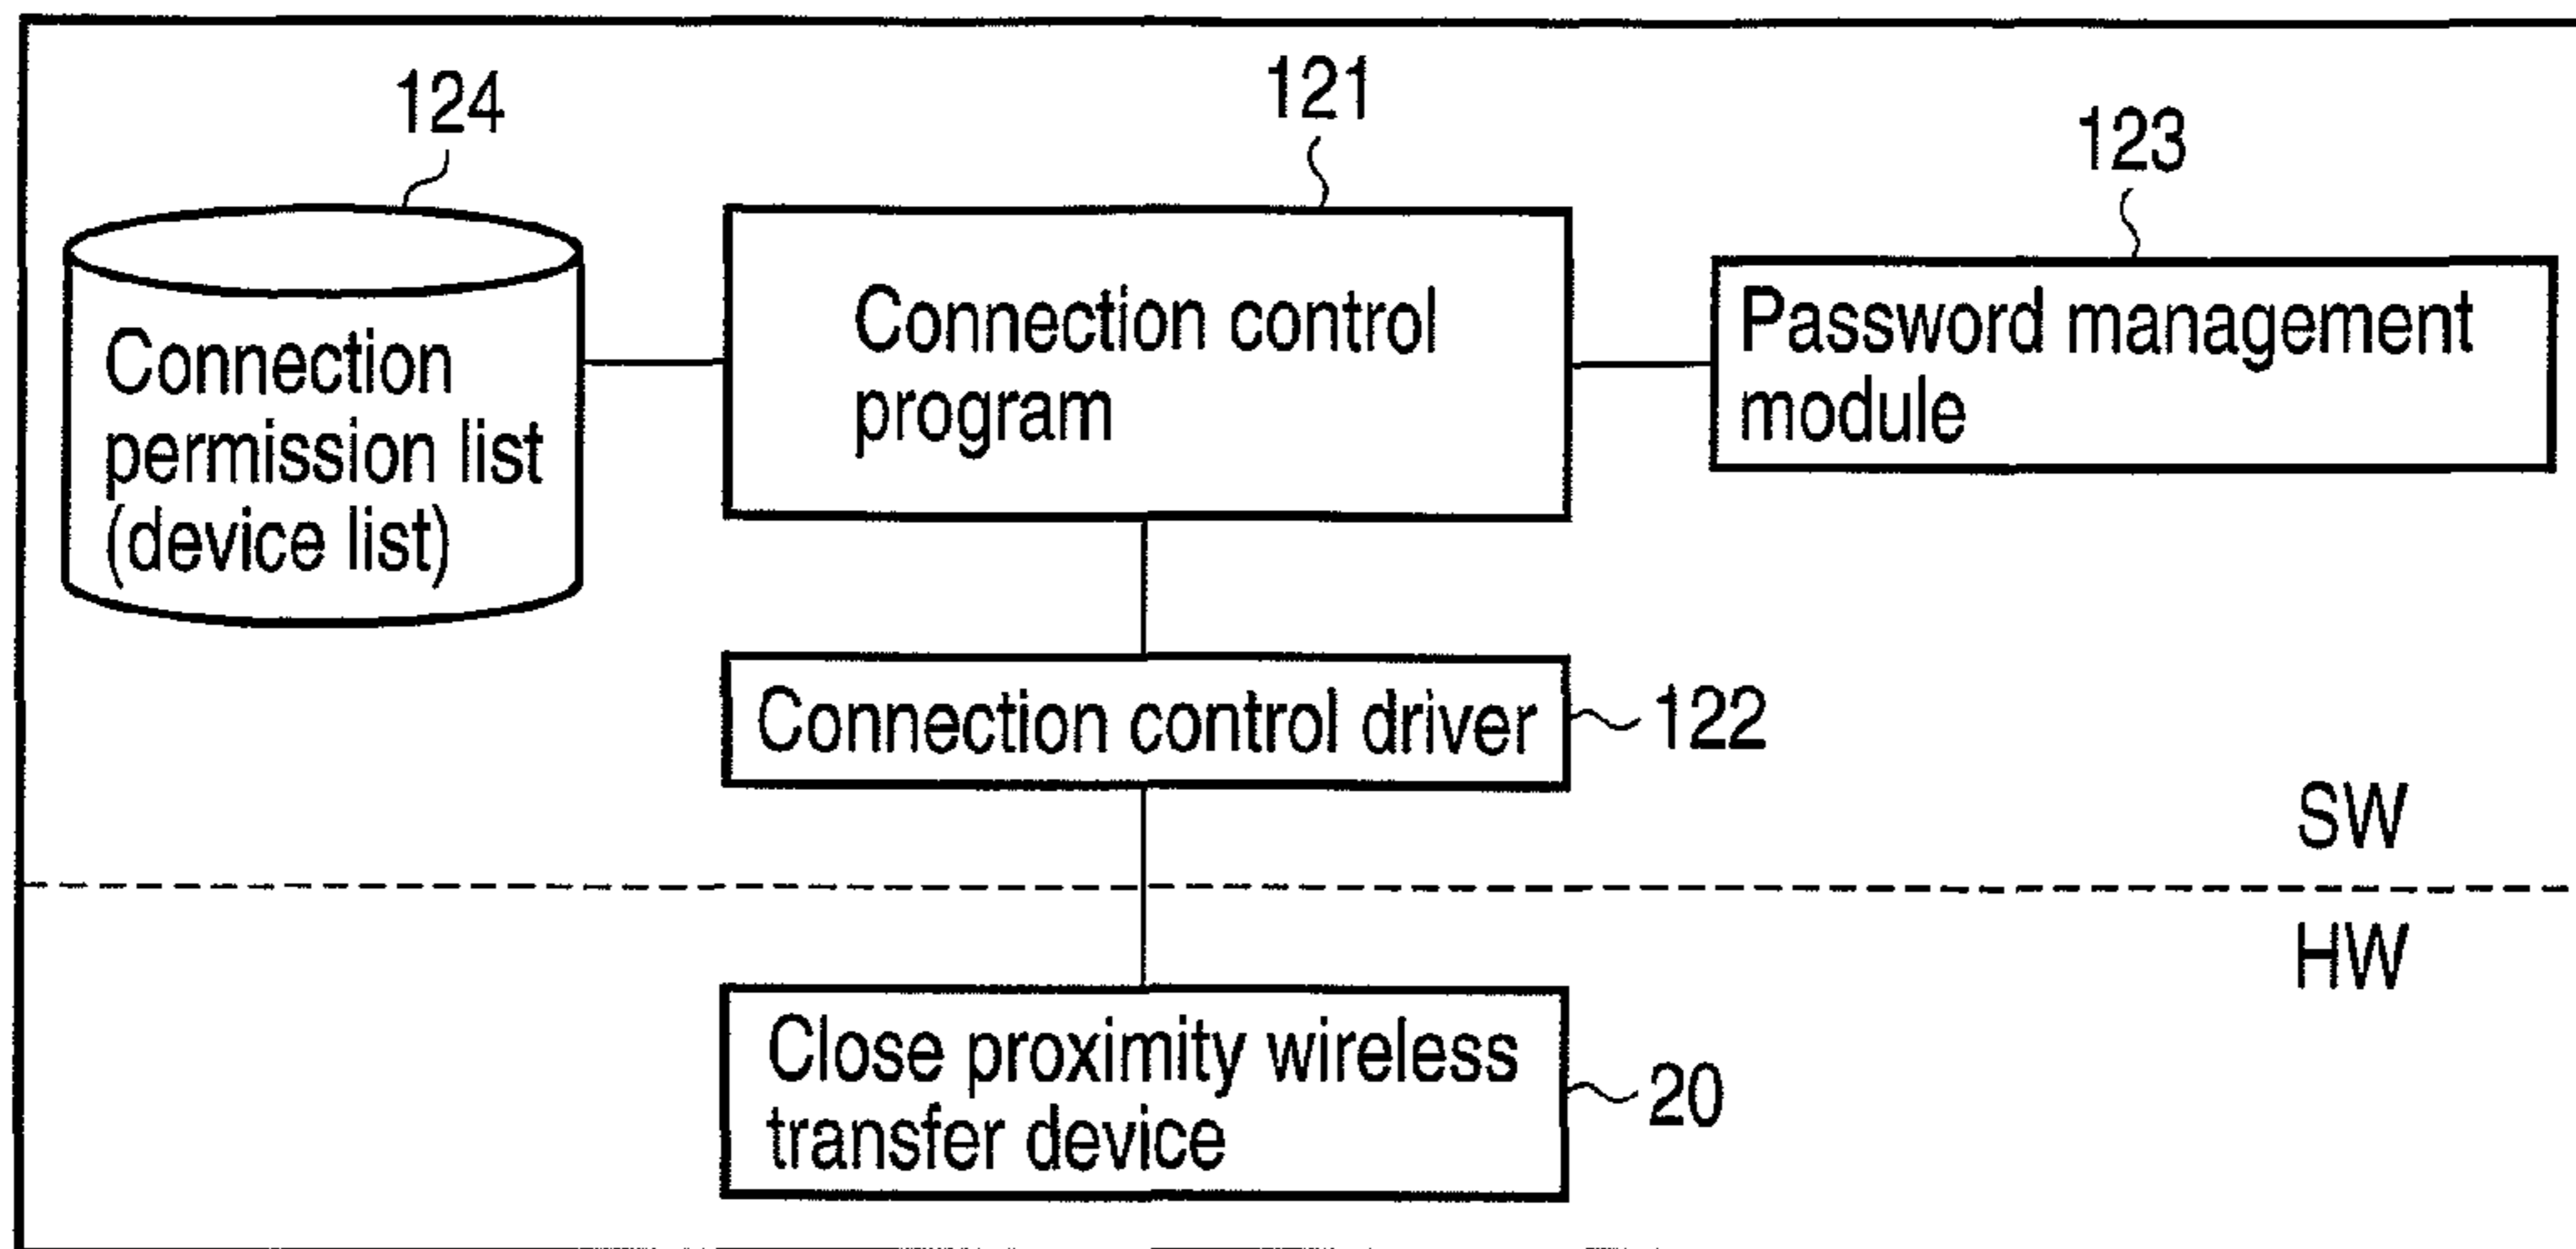 124
121
123
Connection
permission list
(device list)
Connection control
program
Password management
module
Connection control driver
122
SW
HW
Close proximity wireless
transfer device
20